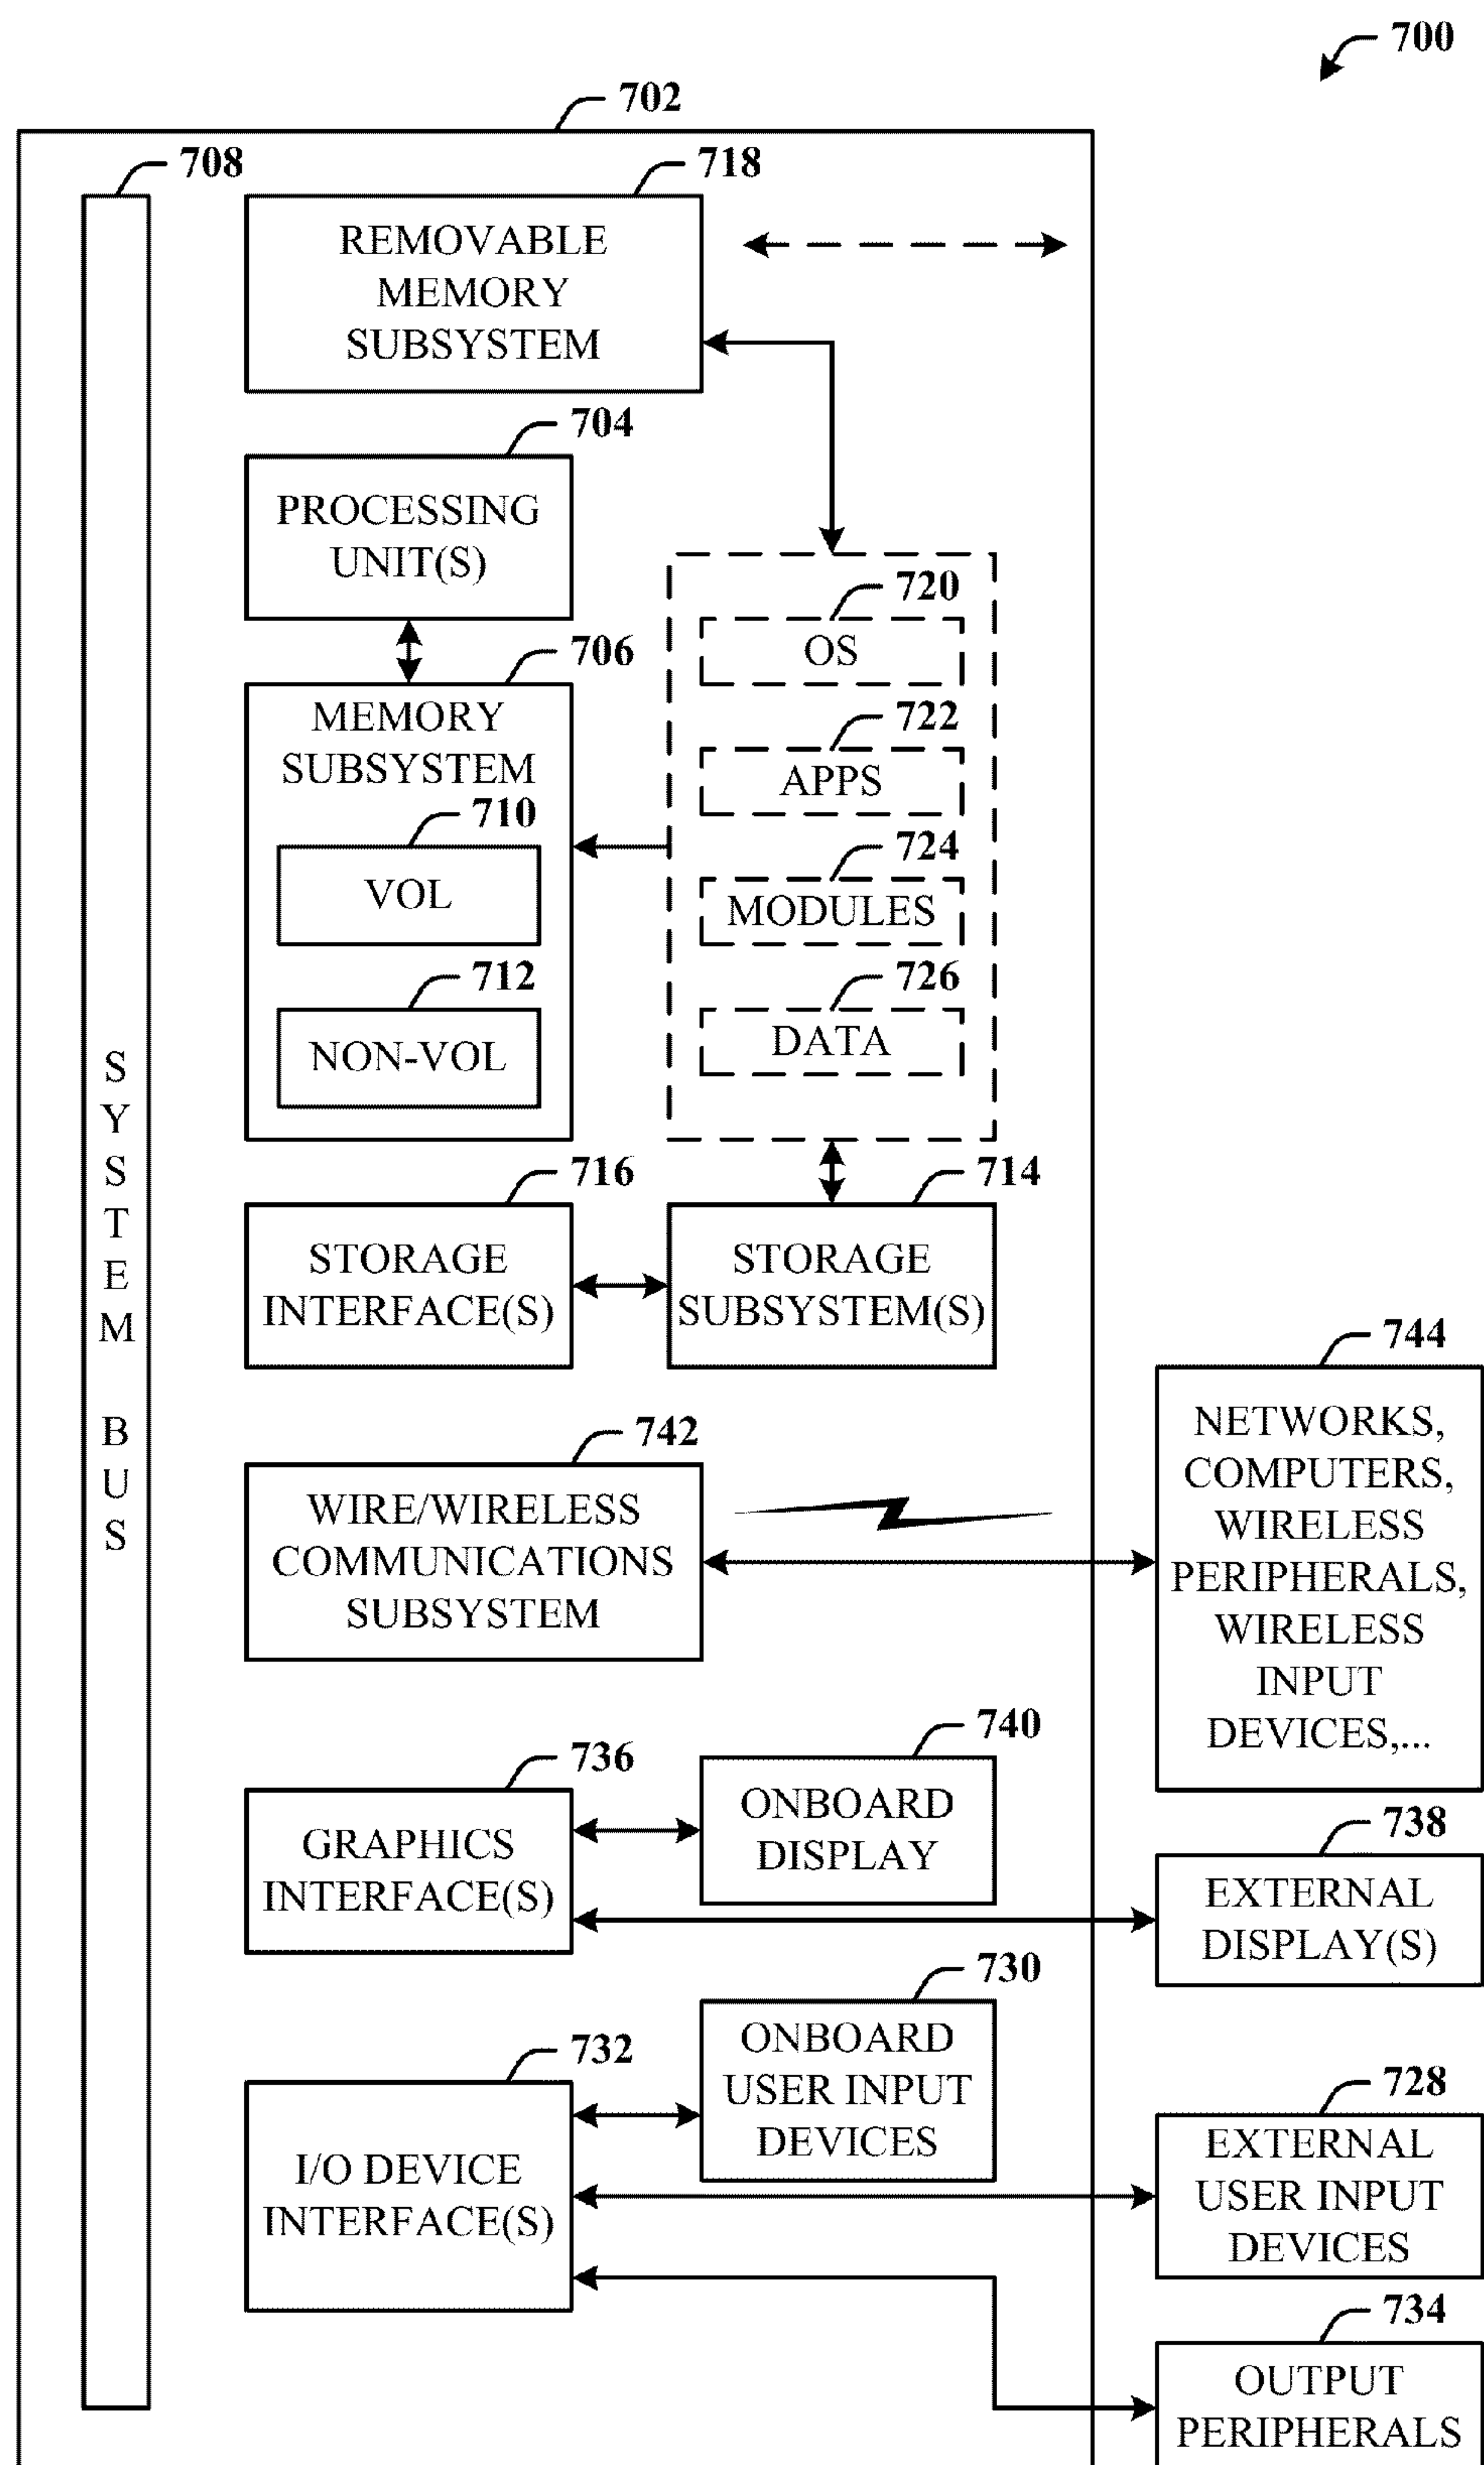 700
702
708
718
REMOVABLE
MEMORY
SUBSYSTEM
704
PROCESSING
UNIT(S)
720
OS
706
MEMORY
SUBSYSTEM
722
APPS
710
VOL
724
MODULES
712
NON-VOL
726
DATA
S
Y
S
T
E
M
B
U
S
716
STORAGE
INTERFACE(S)
714
STORAGE
SUBSYSTEM(S)
744
NETWORKS,
COMPUTERS,
WIRELESS
PERIPHERALS,
WIRELESS
INPUT
DEVICES,...
742
WIRE/WIRELESS
COMMUNICATIONS
SUBSYSTEM
740
ONBOARD
DISPLAY
736
GRAPHICS
INTERFACE(S)
738
EXTERNAL
DISPLAY(S)
730
ONBOARD
USER INPUT
DEVICES
732
I/O DEVICE
INTERFACE(S)
728
EXTERNAL
USER INPUT
DEVICES
734
OUTPUT
PERIPHERALS